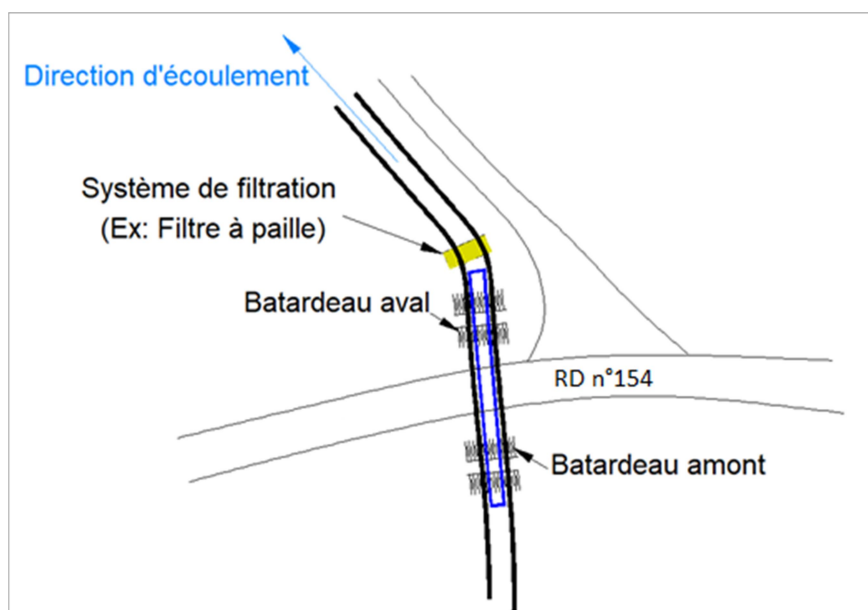 Direction d'écoulement
Système de filtration
(Ex: Filtre à paille)
Batardeau aval
RD n°154
Batardeau amont